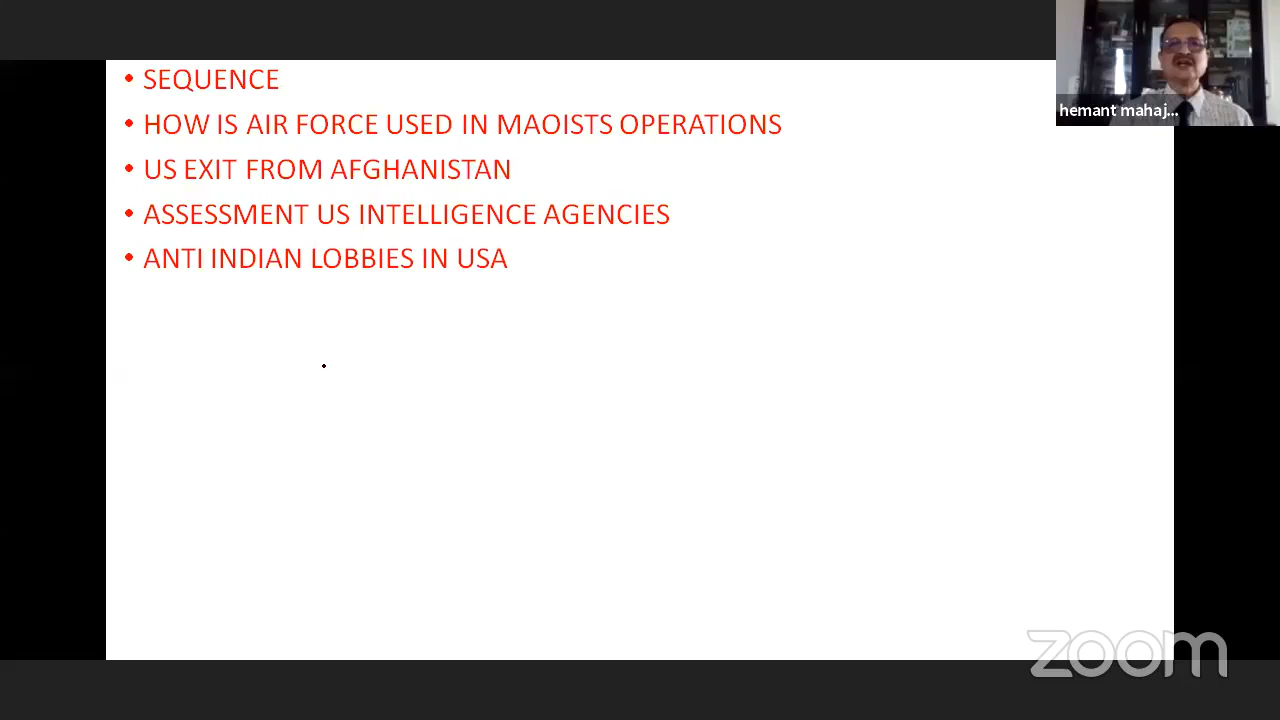 • SEQUENCE
• HOW IS AIR FORCE USED IN MAOISTS OPERATIONS
• US EXIT FROM AFGHANISTAN
• ASSESSMENT US INTELLIGENCE AGENCIES
• ANTI INDIAN LOBBIES IN USA
hemant mahaj...
zoom